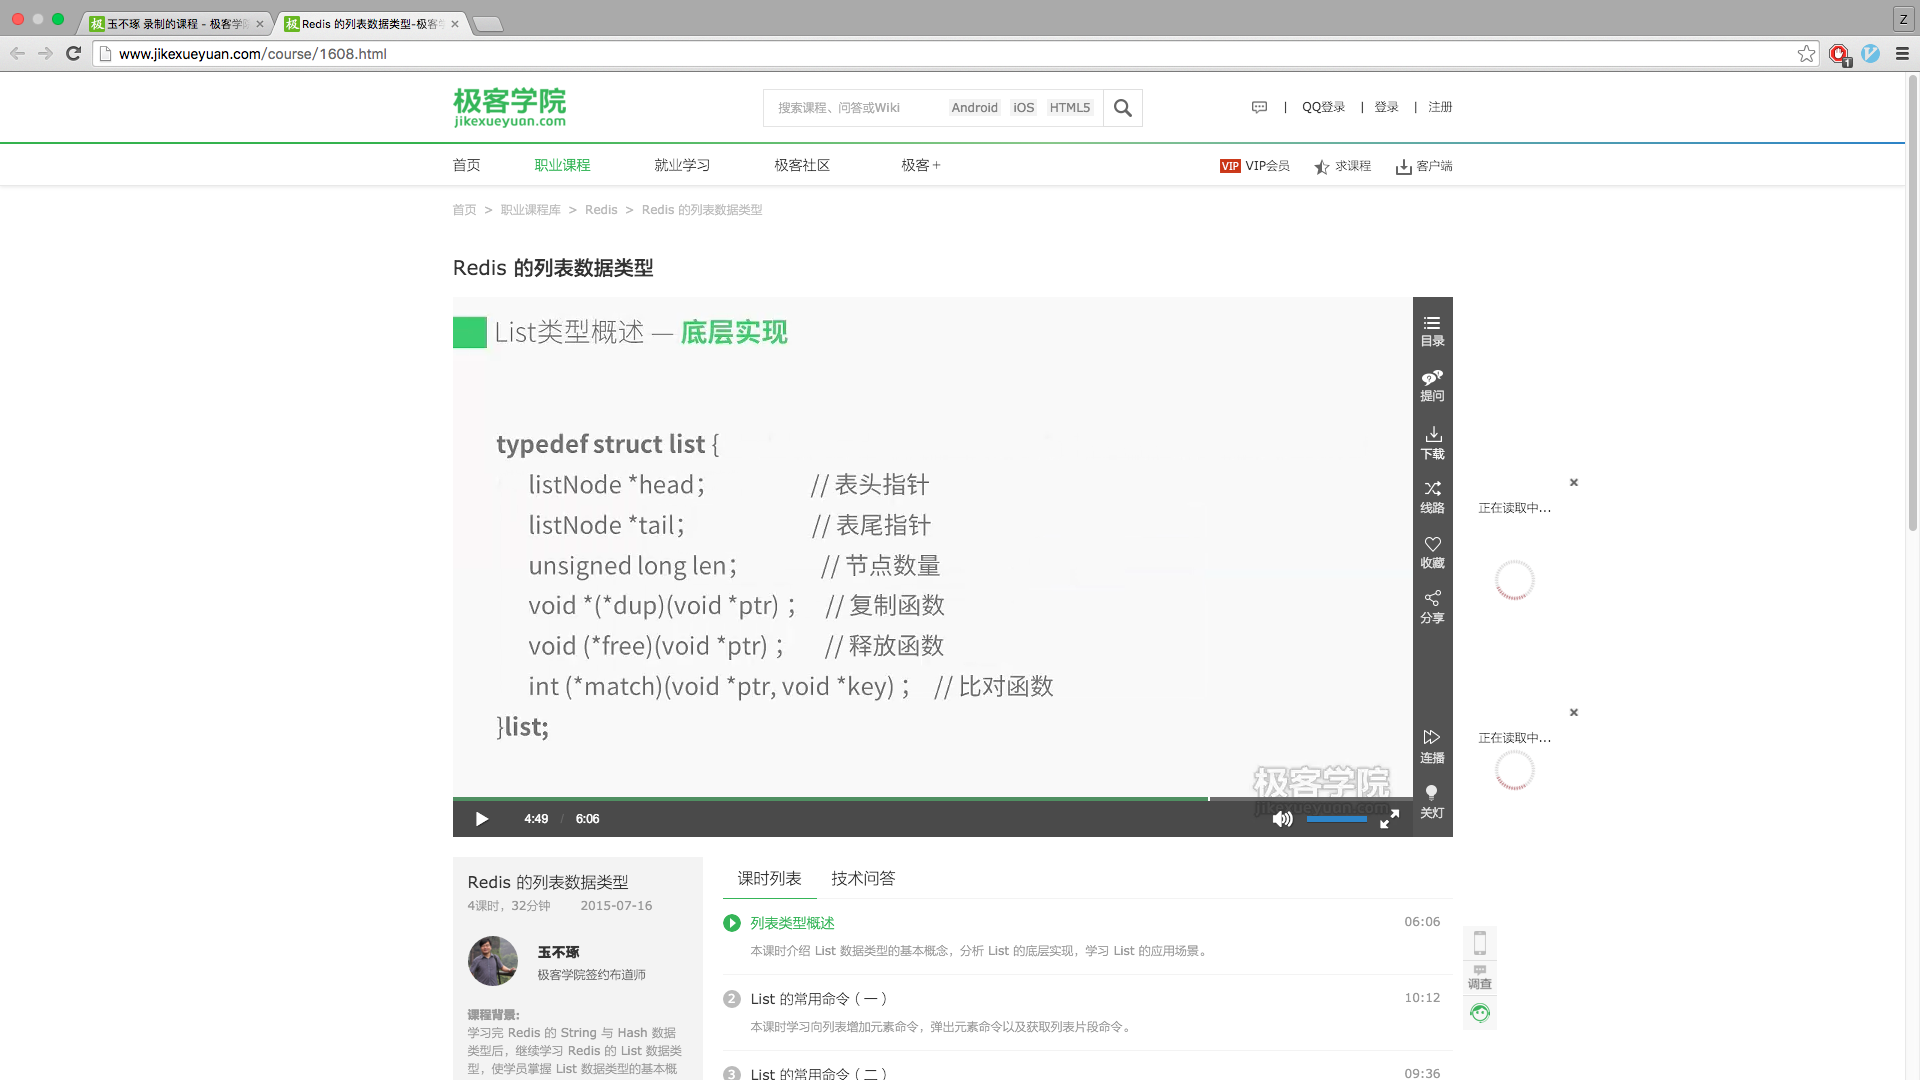 玉不琢 录制的课程 - 极客学院
Redis 的列表数据类型-极客学
Z
www.jikexueyuan.com/course/1608.html
极客学院
jikexueyuan.com
搜索课程、问答或Wiki Android iOS HTML5
| QQ登录 | 登录 | 注册
首页 职业课程 就业学习 极客社区 极客+
VIP VIP会员 求课程 客户端
首页 > 职业课程库 > Redis > Redis 的列表数据类型
Redis 的列表数据类型
List类型概述 — 底层实现
typedef struct list {
listNode *head; // 表头指针
listNode *tail; // 表尾指针
unsigned long len; // 节点数量
void *(*dup)(void *ptr) ; // 复制函数
void (*free)(void *ptr) ; // 释放函数
int (*match)(void *ptr, void *key) ; // 比对函数
}list;
极客学院
jikexueyuan.com
4:49 / 6:06
目录
提问
下载
线路
收藏
分享
连播
关灯
正在读取中...
正在读取中...
Redis 的列表数据类型
4课时，32分钟 2015-07-16
玉不琢
极客学院签约布道师
课程背景：
学习完 Redis 的 String 与 Hash 数据
类型后，继续学习 Redis 的 List 数据类
型，使学员掌握 List 数据类型的基本概
课时列表 技术问答
列表类型概述 06:06
本课时介绍 List 数据类型的基本概念，分析 List 的底层实现，学习 List 的应用场景。
2 List 的常用命令（一） 10:12
本课时学习向列表增加元素命令，弹出元素命令以及获取列表片段命令。
3 List 的常用命令（二） 09:36
调查